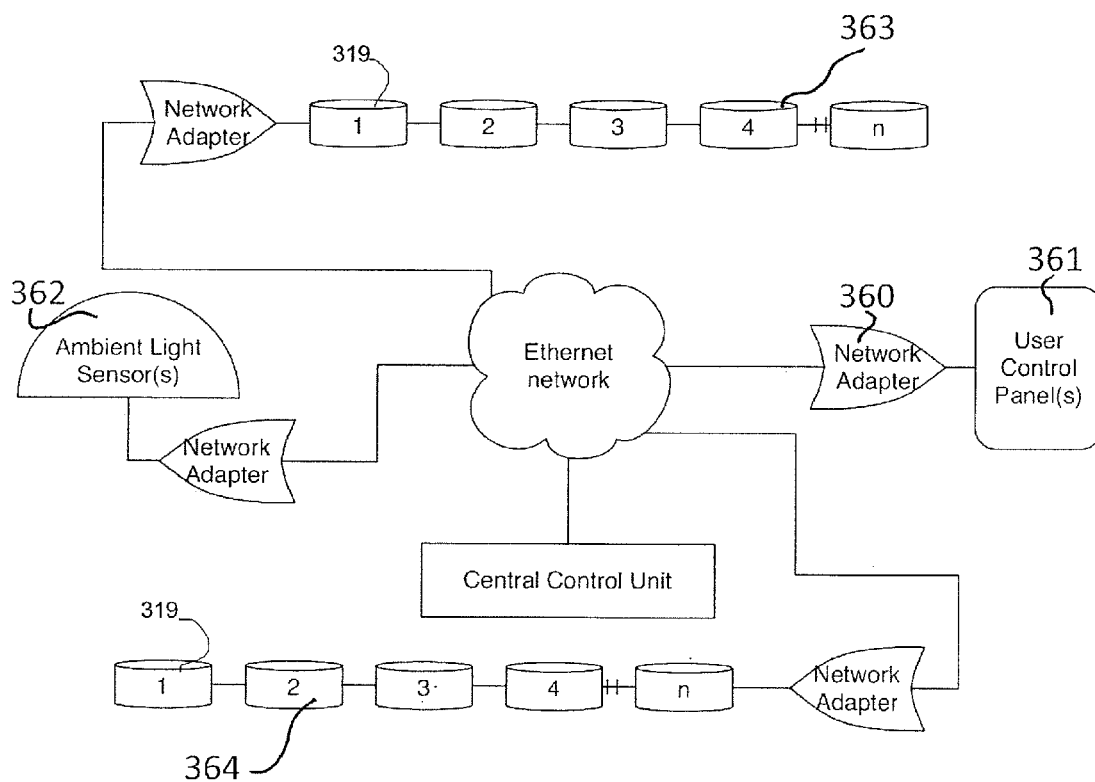 363
319
Network
Adapter
1
2
3
4
n
362
Ambient Light
Sensor(s)
Ethernet
network
360
Network
Adapter
361
User
Control
Panel(s)
Network
Adapter
Central Control Unit
319
1
2
3
4
n
Network
Adapter
364